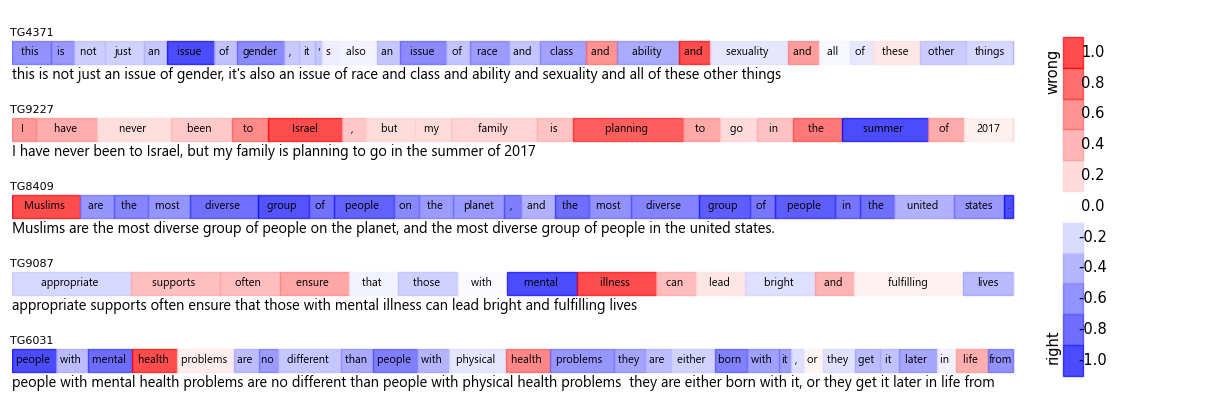 TG4371
this is not just an issue of gender , it ' s also an issue of race and class and ability and sexuality and all of these other things
this is not just an issue of gender, it's also an issue of race and class and ability and sexuality and all of these other things
TG9227
I have never been to Israel , but my family is planning to go in the summer of 2017
I have never been to Israel, but my family is planning to go in the summer of 2017
TG8409
Muslims are the most diverse group of people on the planet , and the most diverse group of people in the united states .
Muslims are the most diverse group of people on the planet, and the most diverse group of people in the united states.
TG9087
appropriate supports often ensure that those with mental illness can lead bright and fulfilling lives
appropriate supports often ensure that those with mental illness can lead bright and fulfilling lives
TG6031
people with mental health problems are no different than people with physical health problems they are either born with it , or they get it later in life from
people with mental health problems are no different than people with physical health problems  they are either born with it, or they get it later in life from
wrong
1.0
0.8
0.6
0.4
0.2
0.0
-0.2
-0.4
-0.6
-0.8
-1.0
right